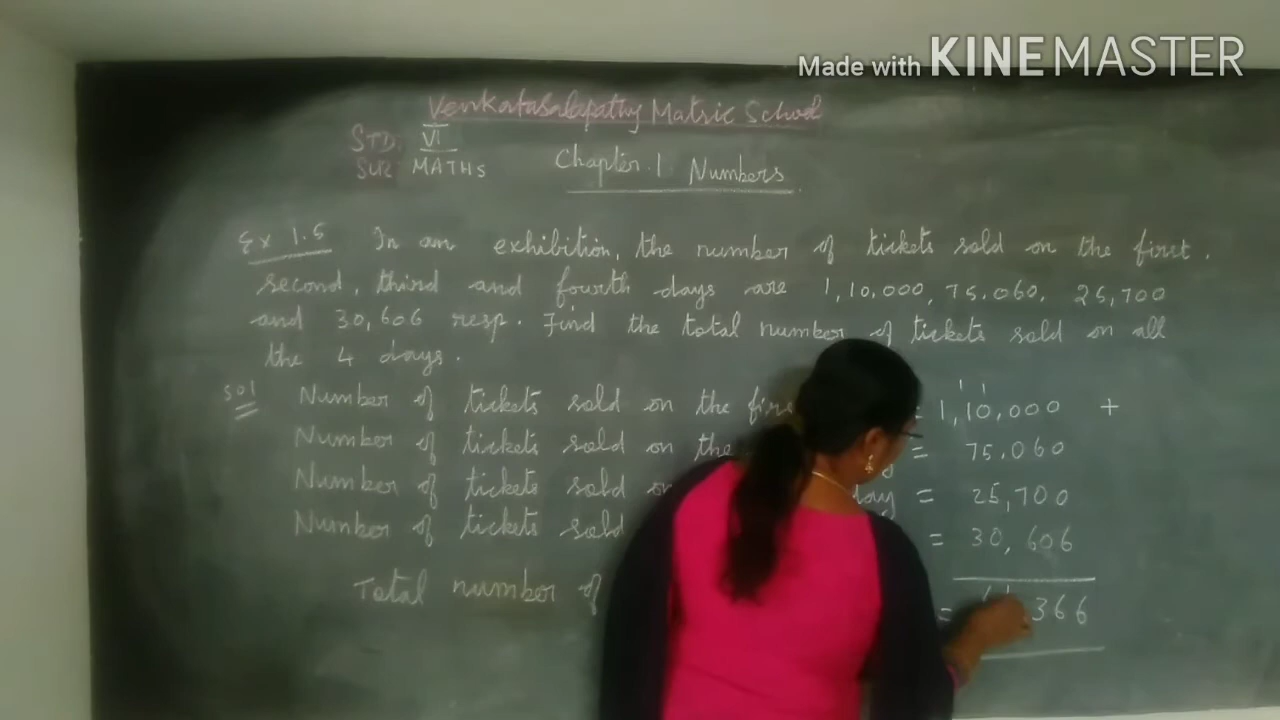 Made with KINEMASTER
Venkatasalapathy Matric School
STD: VI
SUB: MATHS Chapter.1 Numbers
Ex 1.5 In an exhibition, the number of tickets sold on the first,
second, third and fourth days are 1,10,000, 75,060, 25,700
and 30,606 resp. Find the total number of tickets sold on all
the 4 days.
Sol Number of tickets sold on the = 1,10,000 +
Number of tickets sold on the = 75,060
Number of tickets sold day = 25,700
Number of tickets sold = 30,606
Total number of = 366